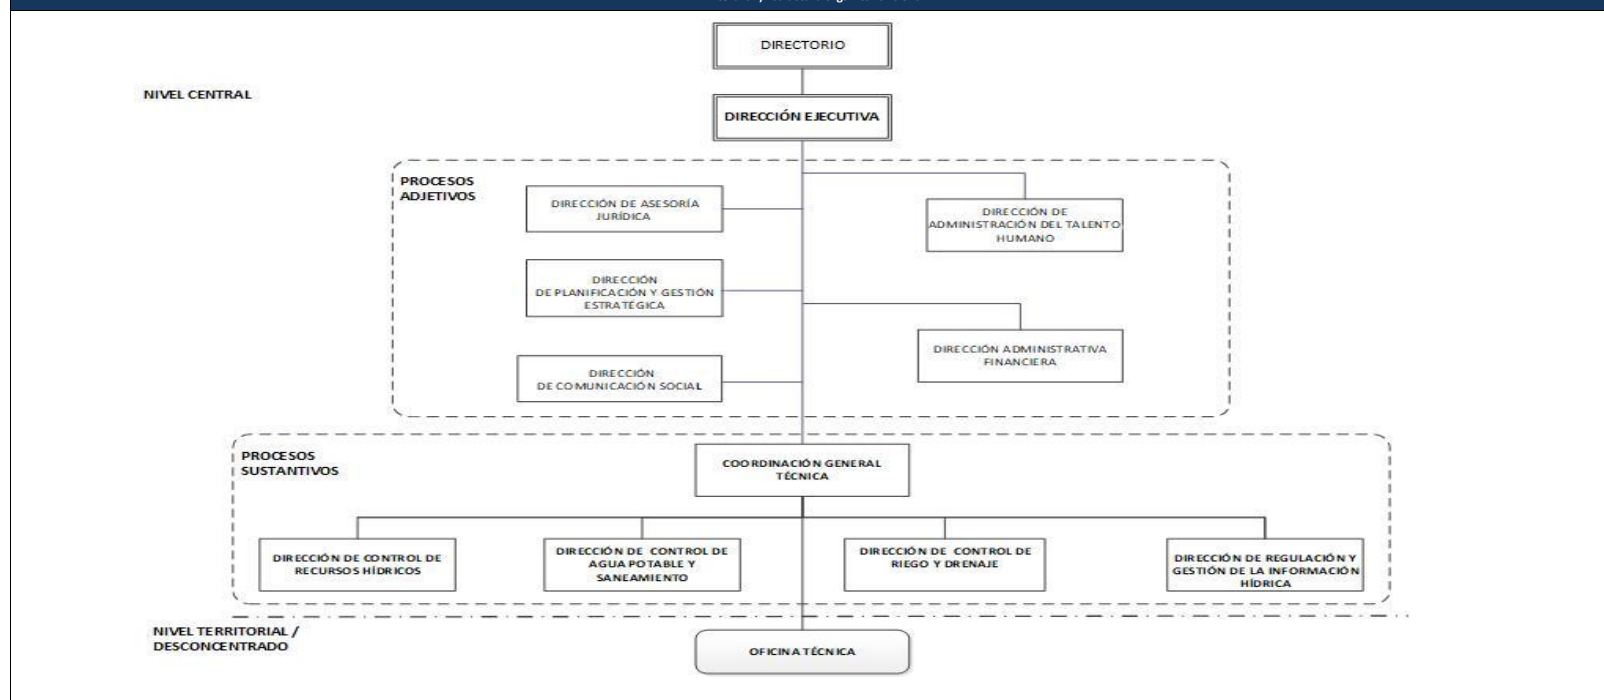 DIRECTORIO
NIVEL CENTRAL
DIRECCIÓN EJECUTIVA
PROCESOS
ADJETIVOS
DIRECCIÓN DE ASESORÍA
JURÍDICA
DIRECCIÓN DE
ADMINISTRACIÓN DEL TALENTO
HUMANO
DIRECCIÓN
DE PLANIFICACIÓN Y GESTIÓN
ESTRATÉGICA
DIRECCIÓN ADMINISTRATIVA
FINANCIERA
DIRECCIÓN
DE COMUNICACIÓN SOCIAL
PROCESOS
SUSTANTIVOS
COORDINACIÓN GENERAL
TÉCNICA
DIRECCIÓN DE CONTROL DE
RECURSOS HÍDRICOS
DIRECCIÓN DE CONTROL DE
AGUA POTABLE Y
SANEAMIENTO
DIRECCIÓN DE CONTROL DE
RIEGO Y DRENAJE
DIRECCIÓN DE REGULACIÓN Y
GESTIÓN DE LA INFORMACIÓN
HÍDRICA
NIVEL TERRITORIAL /
DESCONCENTRADO
OFICINA TÉCNICA